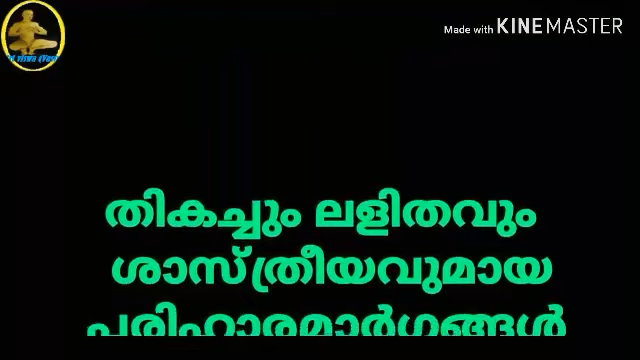 Made with KINEMASTER
തികച്ചും ലളിതവും
ശാസ്ത്രീയവുമായ
പരിഹാരമാർഗങ്ങൾ